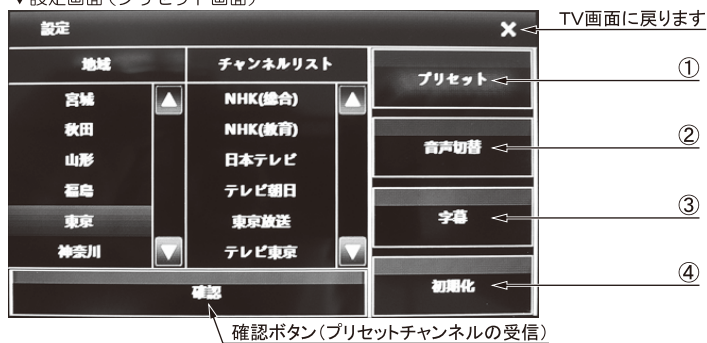 ▼設定画面(プリセット画面)
設定
TV画面に戻ります
地域
チャンネルリスト
プリセット
①
宮城
NHK(総合)
秋田
NHK(教育)
音声切替
②
山形
日本テレビ
福島
テレビ朝日
字幕
③
東京
東京放送
神奈川
テレビ東京
初期化
④
確認
確認ボタン(プリセットチャンネルの受信)